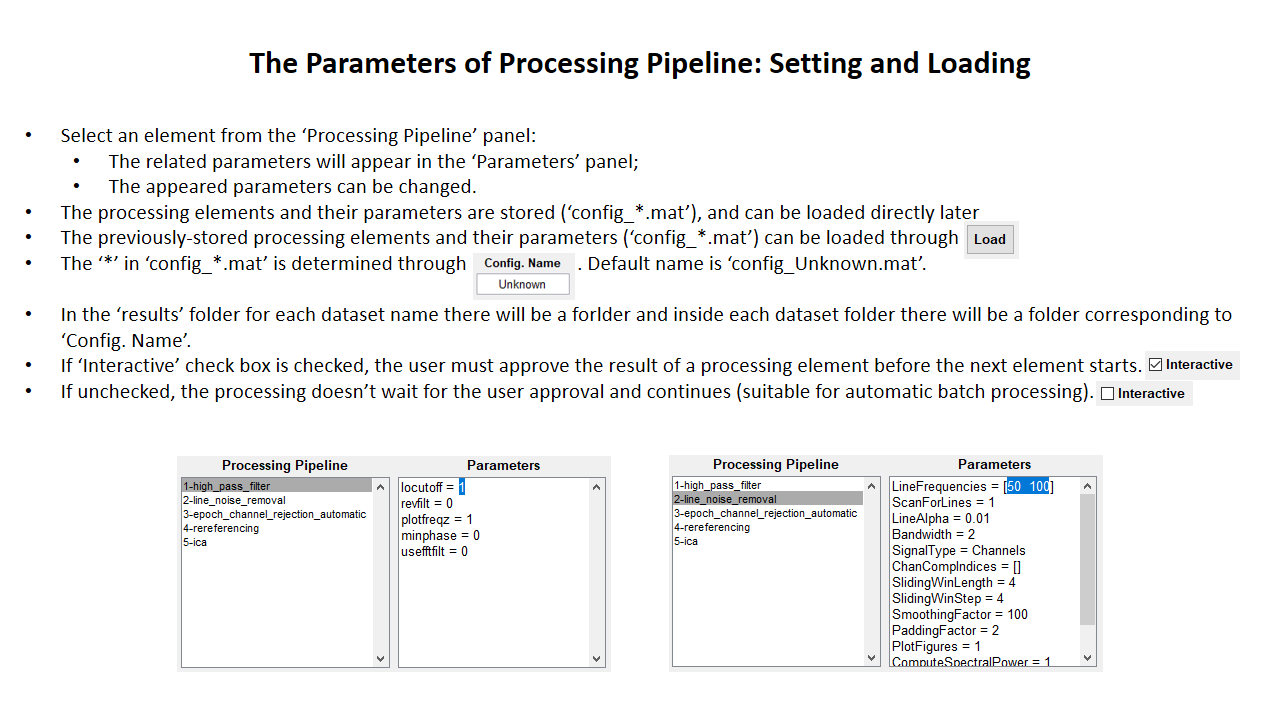 The Parameters of Processing Pipeline: Setting and Loading
• Select an element from the ‘Processing Pipeline’ panel:
• The related parameters will appear in the ‘Parameters’ panel;
• The appeared parameters can be changed.
• The processing elements and their parameters are stored (‘config_*.mat’), and can be loaded directly later
• The previously-stored processing elements and their parameters (‘config_*.mat’) can be loaded through Load
• The ‘*’ in ‘config_*.mat’ is determined through Config. Name . Default name is ‘config_Unknown.mat’.
Unknown
• In the ‘results’ folder for each dataset name there will be a forlder and inside each dataset folder there will be a folder corresponding to
‘Config. Name’.
• If ‘Interactive’ check box is checked, the user must approve the result of a processing element before the next element starts. Interactive
• If unchecked, the processing doesn’t wait for the user approval and continues (suitable for automatic batch processing). Interactive
Processing Pipeline
1-high_pass_filter
2-line_noise_removal
3-epoch_channel_rejection_automatic
4-rereferencing
5-ica
Parameters
locutoff = 1
revfilt = 0
plotfreqz = 1
minphase = 0
usefftfilt = 0
Processing Pipeline
1-high_pass_filter
2-line_noise_removal
3-epoch_channel_rejection_automatic
4-rereferencing
5-ica
Parameters
LineFrequencies = [50 100]
ScanForLines = 1
LineAlpha = 0.01
Bandwidth = 2
SignalType = Channels
ChanCompIndices = []
SlidingWinLength = 4
SlidingWinStep = 4
SmoothingFactor = 100
PaddingFactor = 2
PlotFigures = 1
ComputeSpectralPower = 1